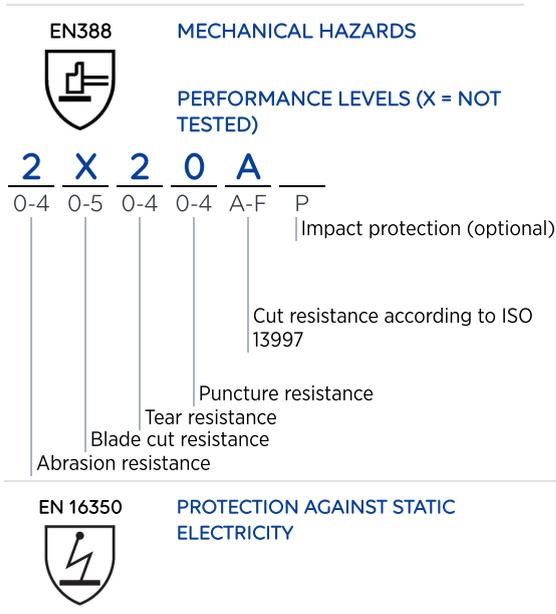 EN388
MECHANICAL HAZARDS
PERFORMANCE LEVELS (X = NOT
TESTED)
2 X 2 0 A
0-4 0-5 0-4 0-4 A-F P
Impact protection (optional)
Cut resistance according to ISO
13997
Puncture resistance
Tear resistance
Blade cut resistance
Abrasion resistance
EN 16350
PROTECTION AGAINST STATIC
ELECTRICITY